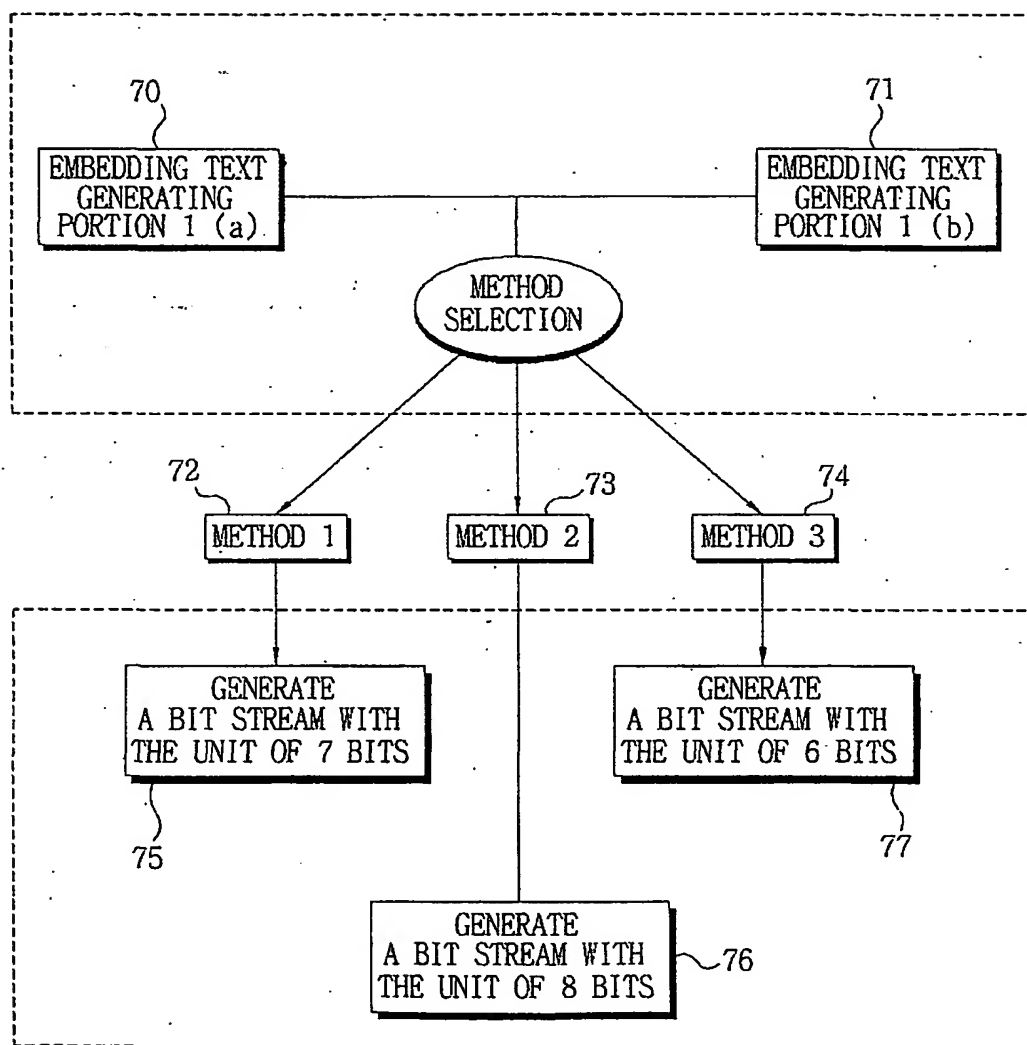 70
71
EMBEDDING TEXT
GENERATING
PORTION 1 (a)
EMBEDDING TEXT
GENERATING
PORTION 1 (b)
METHOD
SELECTION
72
73
74
METHOD 1
METHOD 2
METHOD 3
GENERATE
A BIT STREAM WITH
THE UNIT OF 7 BITS
GENERATE
A BIT STREAM WITH
THE UNIT OF 6 BITS
75
77
GENERATE
A BIT STREAM WITH
THE UNIT OF 8 BITS
76